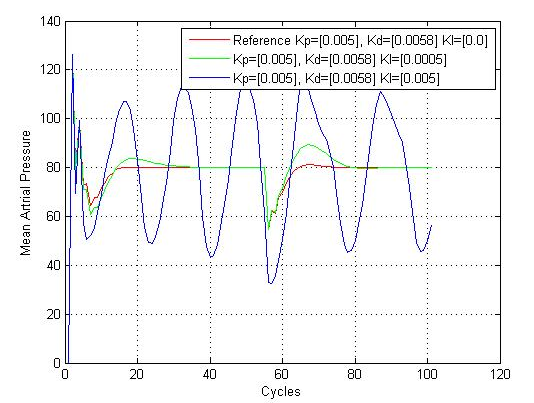 140
120
100
80
60
40
20
0
Mean Artrial Pressure
Reference Kp=[0.005], Kd=[0.0058] KI=[0.0]
Kp=[0.005], Kd=[0.0058] KI=[0.0005]
Kp=[0.005], Kd=[0.0058] KI=[0.005]
0 20 40 60 80 100 120
Cycles